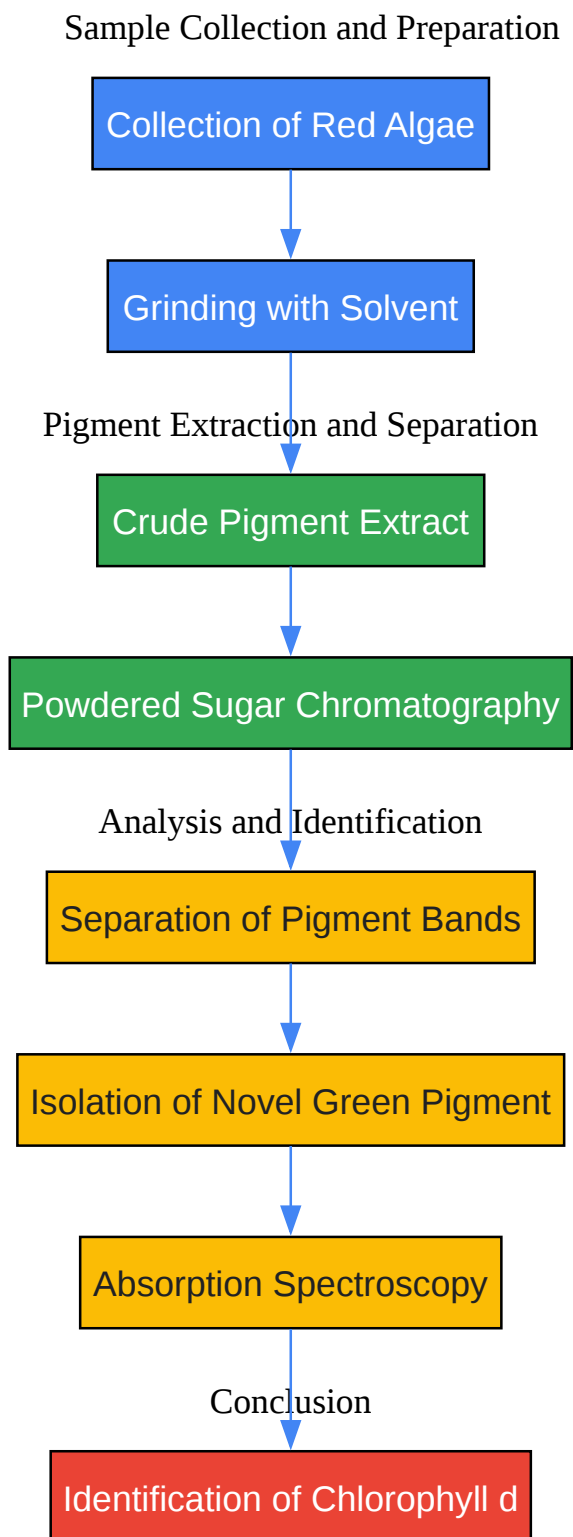 Sample Collection and Preparation
Collection of Red Algae
Grinding with Solvent
Pigment Extraction and Separation
Crude Pigment Extract
Powdered Sugar Chromatography
Analysis and Identification
Separation of Pigment Bands
Isolation of Novel Green Pigment
Absorption Spectroscopy
Conclusion
Identification of Chlorophyll d